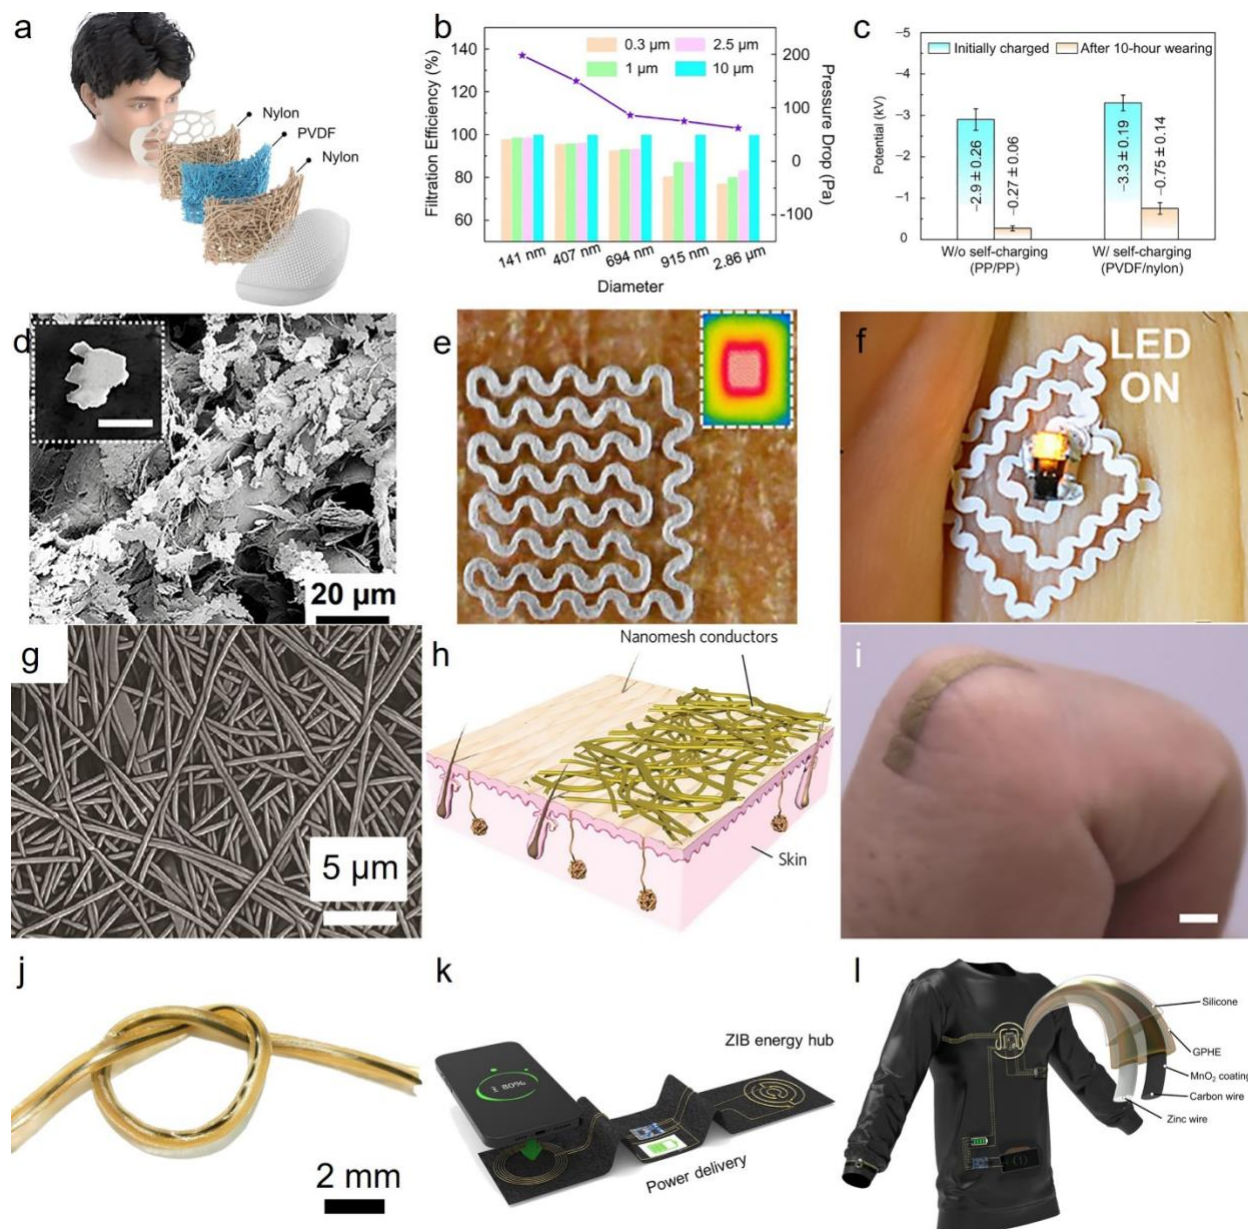 a
Nylon
PVDF
Nylon
b
140
120
100
80
60
Filtration Efficiency (%)
0.3 µm
2.5 µm
1 µm
10 µm
200
100
0
-100
Pressure Drop (Pa)
141 nm
407 nm
694 nm
915 nm
2.86 µm
Diameter
c
−5
−4
−3
−2
−1
0
Potential (kV)
Initially charged
After 10-hour wearing
−2.9 ± 0.26
−0.27 ± 0.06
−3.3 ± 0.19
−0.75 ± 0.14
W/o self-charging
(PP/PP)
W/ self-charging
(PVDF/nylon)
d
20 µm
e
f
LED
ON
g
5 µm
h
Nanomesh conductors
Skin
i
j
2 mm
k
ZIB energy hub
80%
Power delivery
l
Silicone
GPHE
MnO₂ coating
Carbon wire
Zinc wire